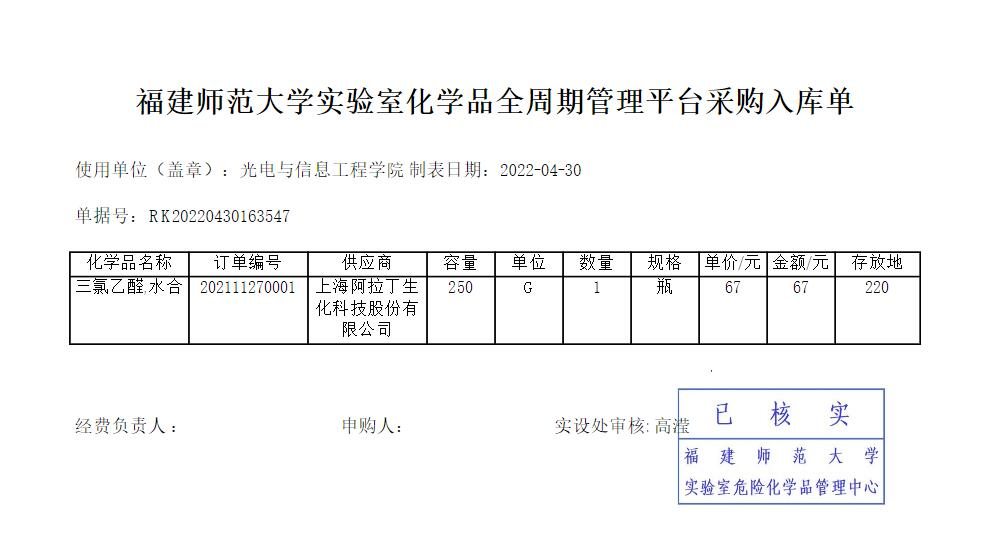 福建师范大学实验室化学品全周期管理平台采购入库单
使用单位（盖章）：光电与信息工程学院 制表日期：2022-04-30
单据号：RK20220430163547
化学品名称 订单编号 供应商 容量 单位 数量 规格 单价/元 金额/元 存放地
三氯乙醛,水合 202111270001 上海阿拉丁生 250 G 1 瓶 67 67 220
化科技股份有
限公司
经费负责人： 申购人： 实设处审核: 高滢
已核实
福建师范大学
实验室危险化学品管理中心